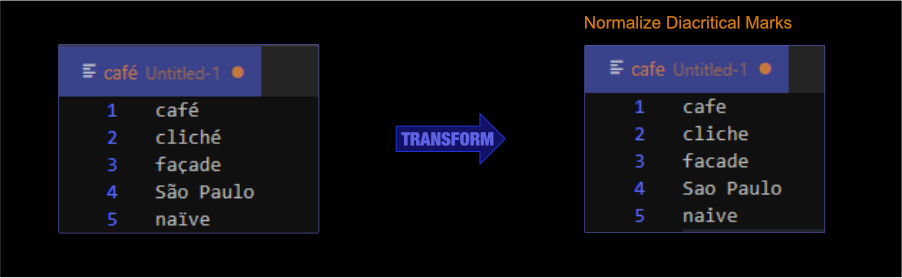 Normalize Diacritical Marks
café Untitled-1
1 café
2 cliché
3 façade
4 São Paulo
5 naïve
TRANSFORM
cafe Untitled-1
1 cafe
2 cliche
3 facade
4 Sao Paulo
5 naive